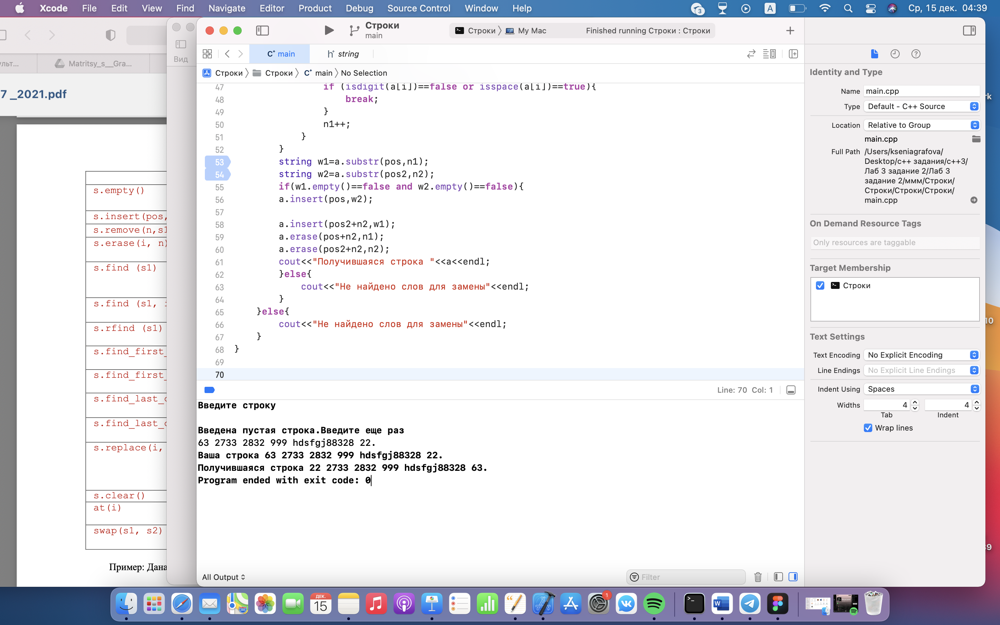 Xcode File Edit View Find Navigate Editor Product Debug Source Control Window Help
3 A Ср, 15 дек. 04:39
Строки
main
Строки My Mac Finished running Строки : Строки
main string
Matritsy_s__Gra...
Вид
Строки Строки main No Selection
7 _2021.pdf
s.empty()
s.insert(pos,
s.remove(n,s1
s.erase(i, n)
s.find (s1)
s.find (s1, i
s.rfind (s1)
s.find_first_
s.find_first_
s.find_last_o
s.find_last_o
s.replace(i,
s.clear()
at(i)
swap(s1, s2)
Пример: Дана
47 if (isdigit(a[i])==false or isspace(a[i])==true){
48 break;
49 }
50 n1++;
51 }
52 }
53 string w1=a.substr(pos,n1);
54 string w2=a.substr(pos2,n2);
55 if(w1.empty()==false and w2.empty()==false){
56 a.insert(pos,w2);
57
58 a.insert(pos2+n2,w1);
59 a.erase(pos+n2,n1);
60 a.erase(pos2+n2,n2);
61 cout<<"Получившаяся строка "<<a<<endl;
62 }else{
63 cout<<"Не найдено слов для замены"<<endl;
64 }
65 }else{
66 cout<<"Не найдено слов для замены"<<endl;
67 }
68 }
69
70
Line: 70 Col: 1
Введите строку
Введена пустая строка.Введите еще раз
63 2733 2832 999 hdsfgj88328 22.
Ваша строка 63 2733 2832 999 hdsfgj88328 22.
Получившаяся строка 22 2733 2832 999 hdsfgj88328 63.
Program ended with exit code: 0
All Output Filter
Identity and Type
Name main.cpp
Type Default - C++ Source
Location Relative to Group
main.cpp
Full Path /Users/kseniagrafova/
Desktop/c++ задания/c++3/
Лаб 3 задание 2/Лаб 3
задание 2/ммм/Строки/
Строки/Строки/Строки/
main.cpp
On Demand Resource Tags
Only resources are taggable
Target Membership
Строки
Text Settings
Text Encoding No Explicit Encoding
Line Endings No Explicit Line Endings
Indent Using Spaces
Widths 4 4
Tab Indent
Wrap lines
rk
10
39
ДЕК.
15
280
1